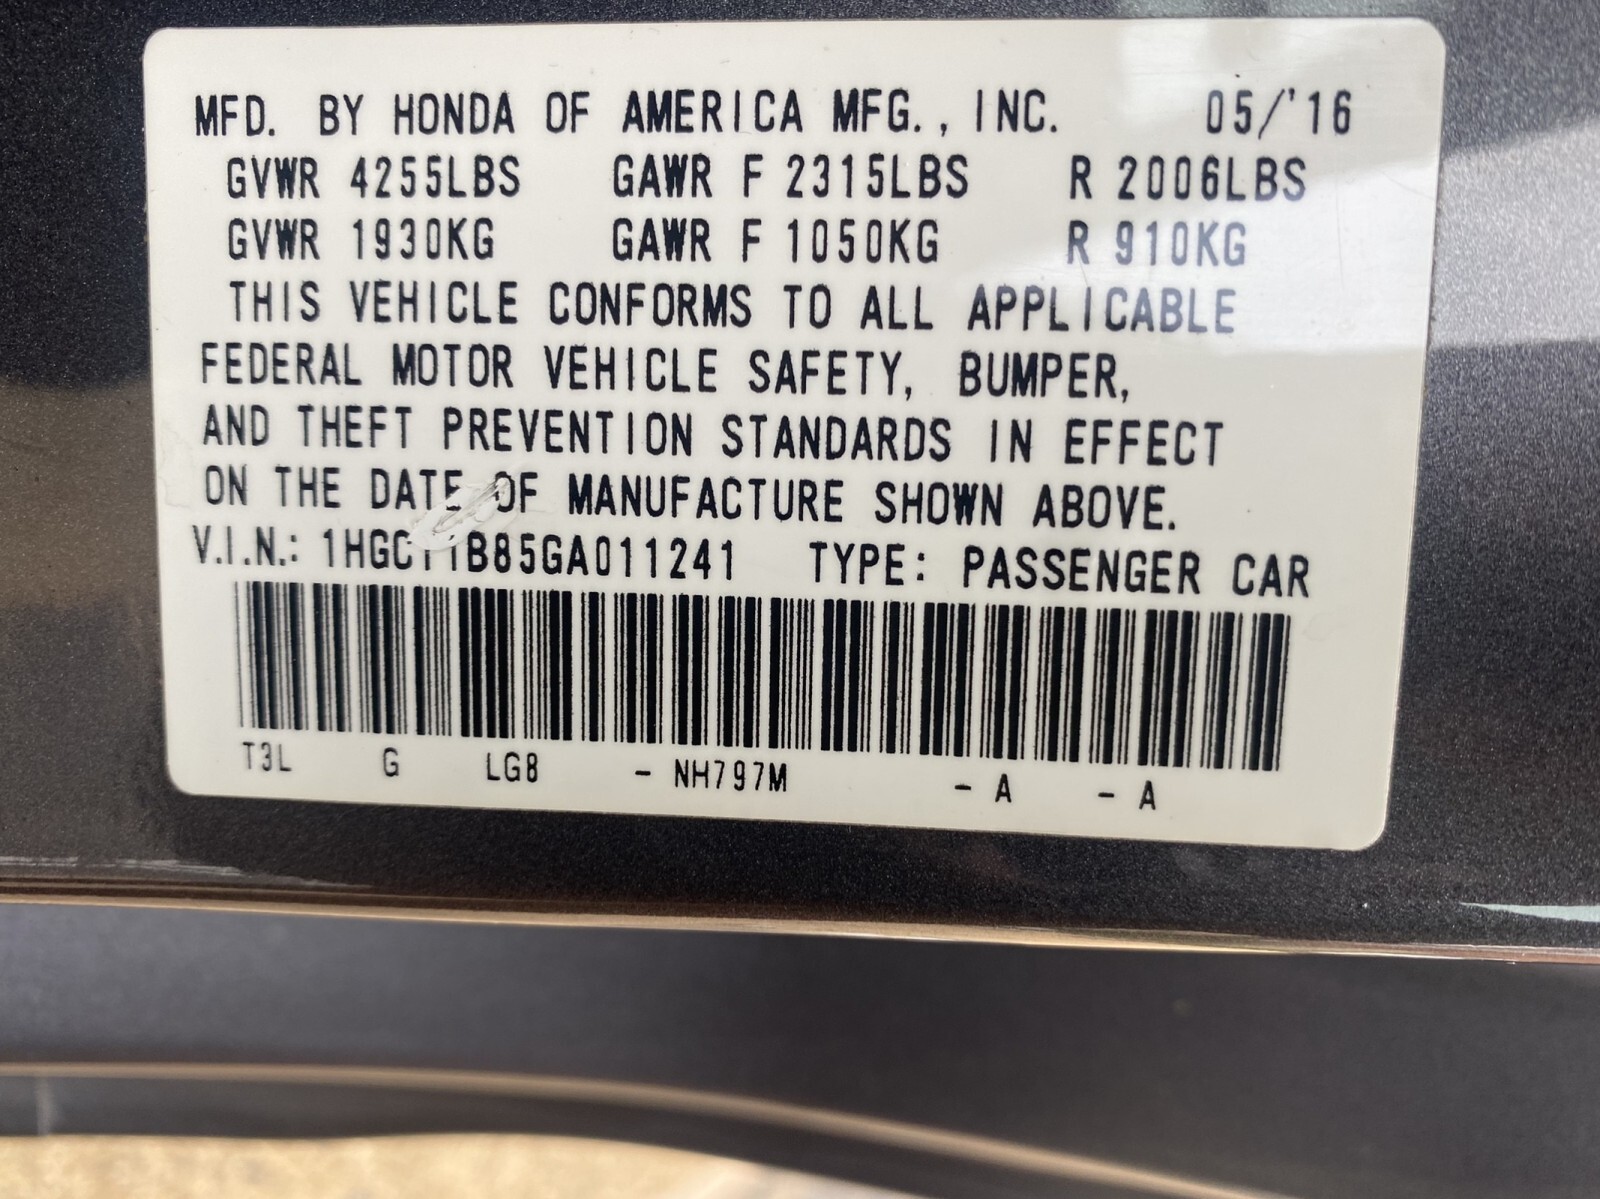 MFD. BY HONDA OF AMERICA MFG., INC. 05/'16
GVWR 4255LBS GAWR F 2315LBS R 2006LBS
GVWR 1930KG GAWR F 1050KG R 910KG
THIS VEHICLE CONFORMS TO ALL APPLICABLE
FEDERAL MOTOR VEHICLE SAFETY, BUMPER,
AND THEFT PREVENTION STANDARDS IN EFFECT
ON THE DATE OF MANUFACTURE SHOWN ABOVE.
V.I.N.: 1HGCT1B85GA011241 TYPE: PASSENGER CAR
T3L G LG8 - NH797M - A - A